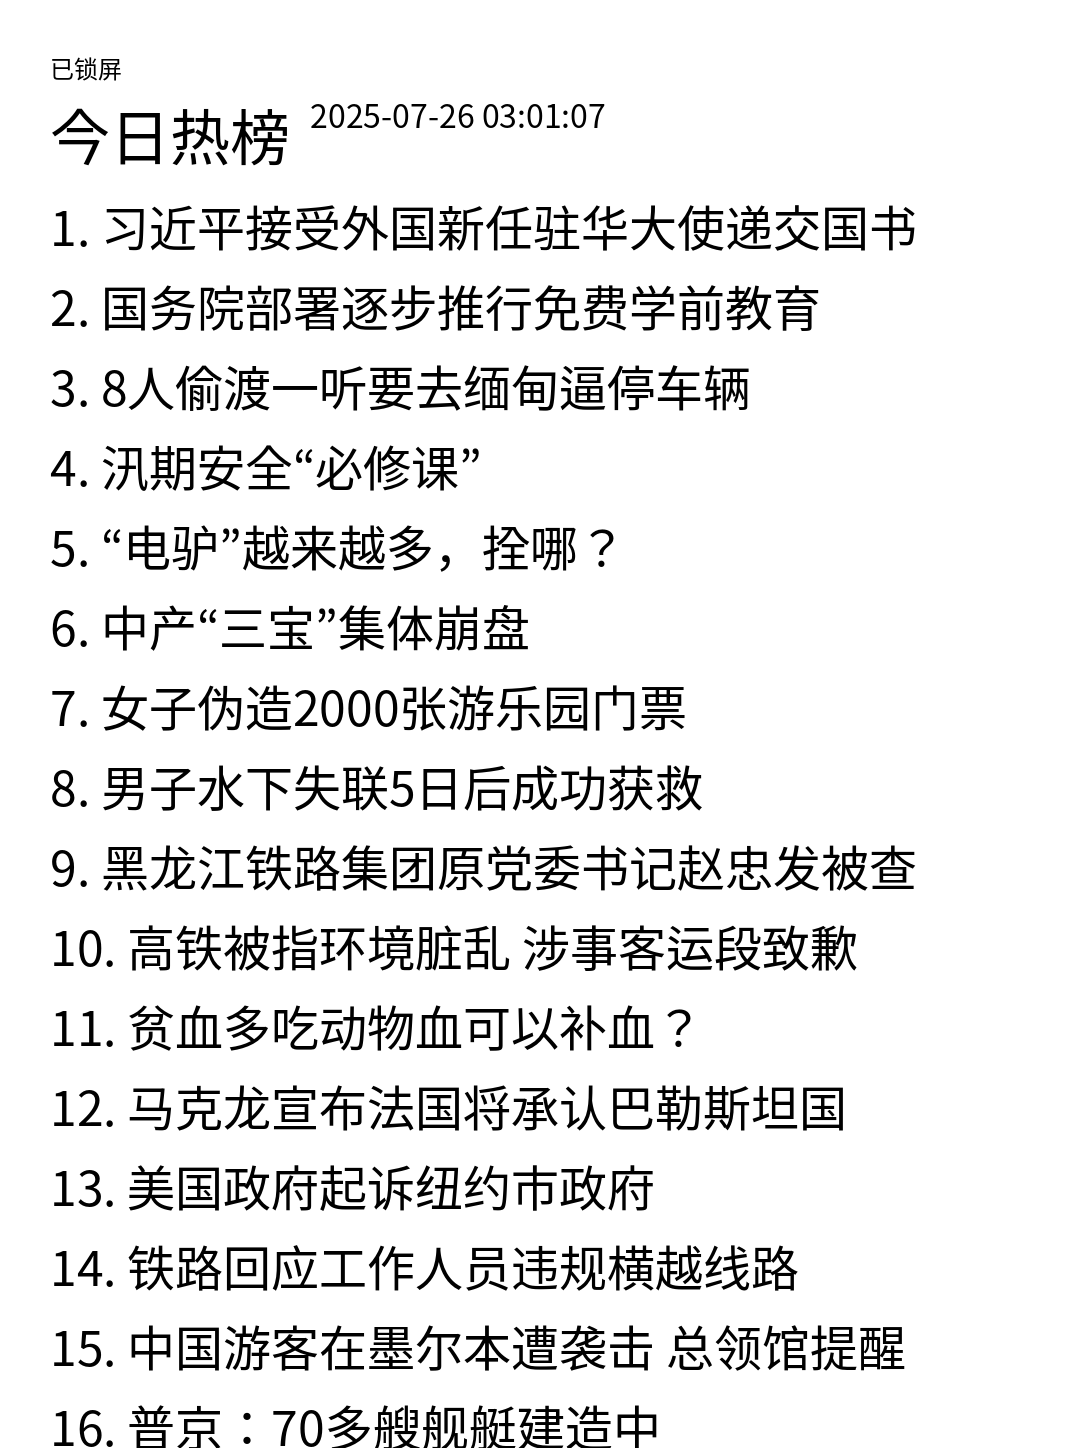 已锁屏
今日热榜 2025-07-26 03:01:07
1. 习近平接受外国新任驻华大使递交国书
2. 国务院部署逐步推行免费学前教育
3. 8人偷渡一听要去缅甸逼停车辆
4. 汛期安全“必修课”
5. “电驴”越来越多，拴哪？
6. 中产“三宝”集体崩盘
7. 女子伪造2000张游乐园门票
8. 男子水下失联5日后成功获救
9. 黑龙江铁路集团原党委书记赵忠发被查
10. 高铁被指环境脏乱 涉事客运段致歉
11. 贫血多吃动物血可以补血？
12. 马克龙宣布法国将承认巴勒斯坦国
13. 美国政府起诉纽约市政府
14. 铁路回应工作人员违规横越线路
15. 中国游客在墨尔本遭袭击 总领馆提醒
16. 普京：70多艘舰艇建造中